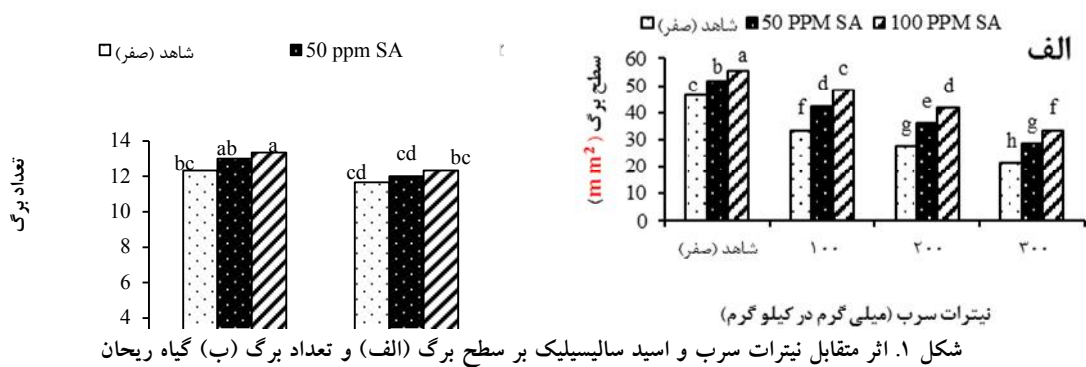 شاهد (صفر) 50 PPM SA 100 PPM SA
الف
سطح برگ (m m²)
60
50
40
30
20
10
0
c b a
f d c
g e d
h g f
شاهد (صفر) ۱۰۰ ۲۰۰ ۳۰۰
نیترات سرب (میلی گرم در کیلو گرم)
شاهد (صفر) 50 ppm SA
تعداد برگ
14
12
10
8
6
4
bc ab a
cd cd bc
شکل ۱. اثر متقابل نیترات سرب و اسید سالیسیلیک بر سطح برگ (الف) و تعداد برگ (ب) گیاه ریحان